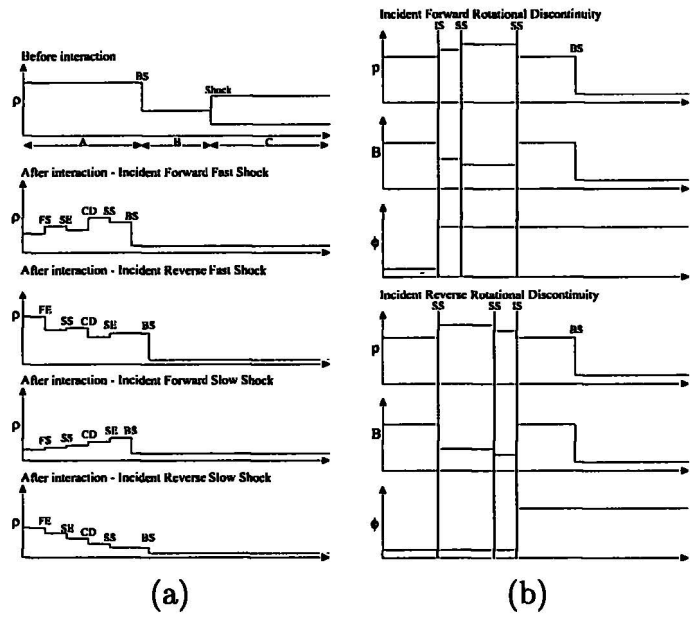 Before interaction
BS
Shock
ρ
A B C
After interaction - Incident Forward Fast Shock
ρ
FS SE CD SS BS
After interaction - Incident Reverse Fast Shock
ρ
FE SS CD SE BS
After interaction - Incident Forward Slow Shock
ρ
FS SS CD SE BS
After interaction - Incident Reverse Slow Shock
ρ
FE SE CD SS BS
(a)
Incident Forward Rotational Discontinuity
IS SS SS
BS
p
B
ϕ
Incident Reverse Rotational Discontinuity
SS SS IS
BS
p
B
ϕ
(b)